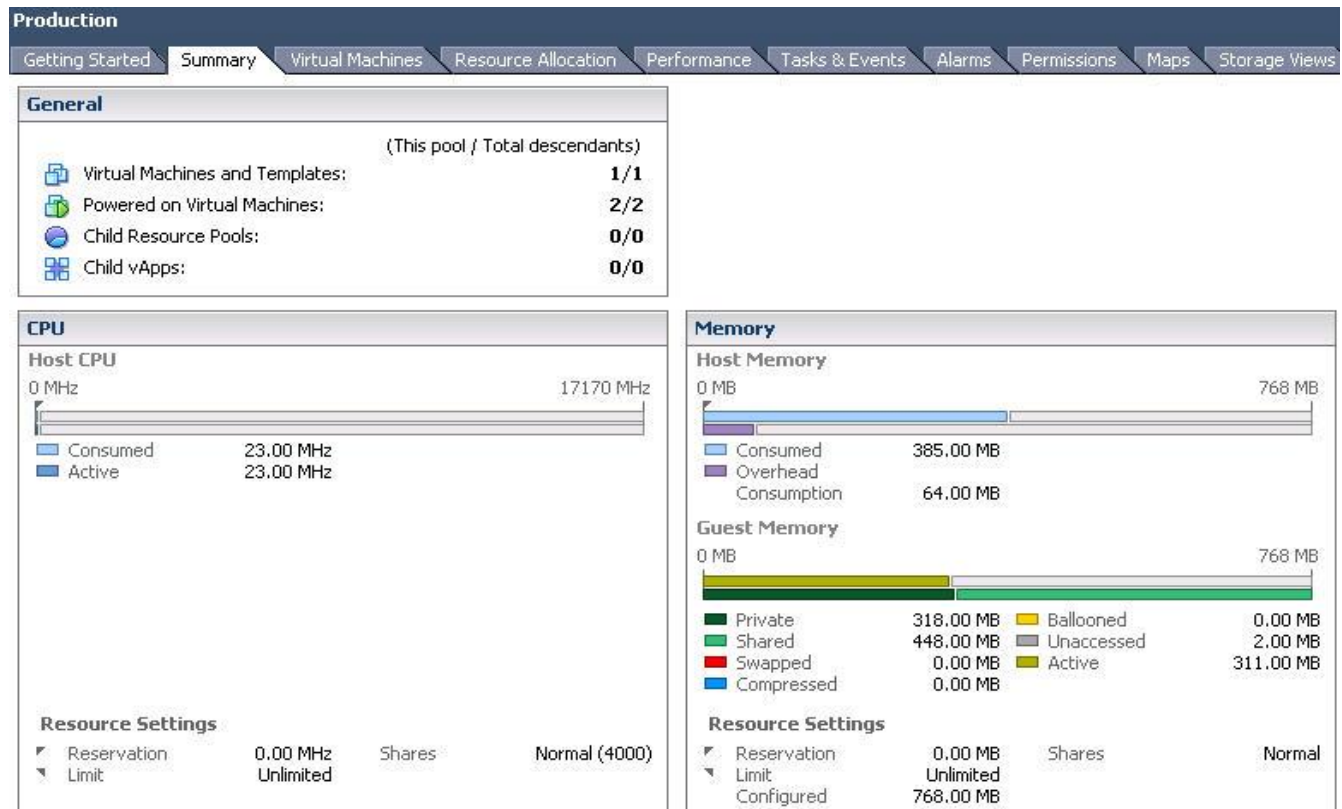 Production
Getting Started Summary Virtual Machines Resource Allocation Performance Tasks & Events Alarms Permissions Maps Storage Views
General
(This pool / Total descendants)
Virtual Machines and Templates: 1/1
Powered on Virtual Machines: 2/2
Child Resource Pools: 0/0
Child vApps: 0/0
CPU
Host CPU
0 MHz 17170 MHz
Consumed 23.00 MHz
Active 23.00 MHz
Resource Settings
Reservation 0.00 MHz Shares Normal (4000)
Limit Unlimited
Memory
Host Memory
0 MB 768 MB
Consumed 385.00 MB
Overhead
Consumption 64.00 MB
Guest Memory
0 MB 768 MB
Private 318.00 MB Ballooned 0.00 MB
Shared 448.00 MB Unaccessed 2.00 MB
Swapped 0.00 MB Active 311.00 MB
Compressed 0.00 MB
Resource Settings
Reservation 0.00 MB Shares Normal
Limit Unlimited
Configured 768.00 MB